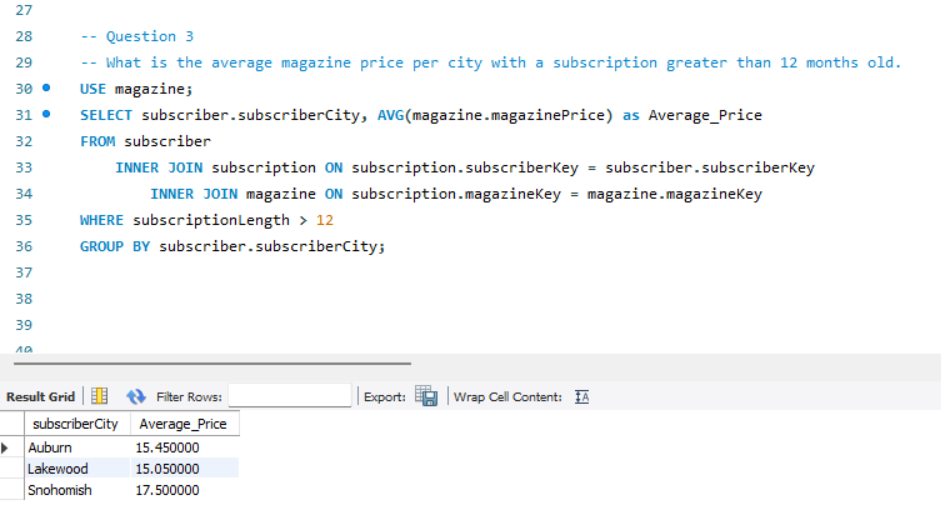 27
28 -- Question 3
29 -- What is the average magazine price per city with a subscription greater than 12 months old.
30 USE magazine;
31 SELECT subscriber.subscriberCity, AVG(magazine.magazinePrice) as Average_Price
32 FROM subscriber
33 INNER JOIN subscription ON subscription.subscriberKey = subscriber.subscriberKey
34 INNER JOIN magazine ON subscription.magazineKey = magazine.magazineKey
35 WHERE subscriptionLength > 12
36 GROUP BY subscriber.subscriberCity;
37
38
39
40
Result Grid Filter Rows: Export: Wrap Cell Content: IA
subscriberCity Average_Price
Auburn 15.450000
Lakewood 15.050000
Snohomish 17.500000